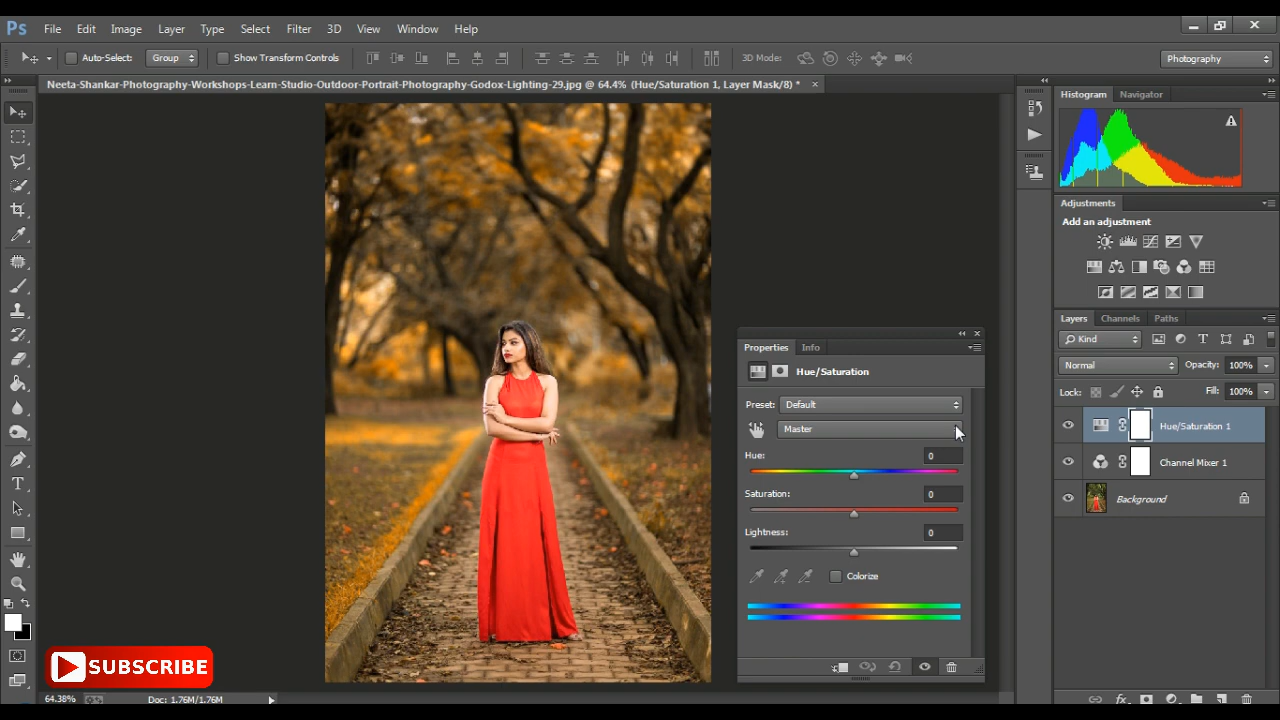 Ps File Edit Image Layer Type Select Filter 3D View Window Help
Auto-Select: Group Show Transform Controls 3D Mode: Photography
Neeta-Shankar-Photography-Workshops-Learn-Studio-Outdoor-Portrait-Photography-Godox-Lighting-29.jpg @ 64.4% (Hue/Saturation 1, Layer Mask/8) *
Histogram Navigator
Adjustments
Add an adjustment
Layers Channels Paths
Kind
Normal Opacity: 100%
Lock: Fill: 100%
Hue/Saturation 1
Channel Mixer 1
Background
Properties Info
Hue/Saturation
Preset: Default
Master
Hue: 0
Saturation: 0
Lightness: 0
Colorize
SUBSCRIBE
64.38% Doc: 1.76M/1.76M